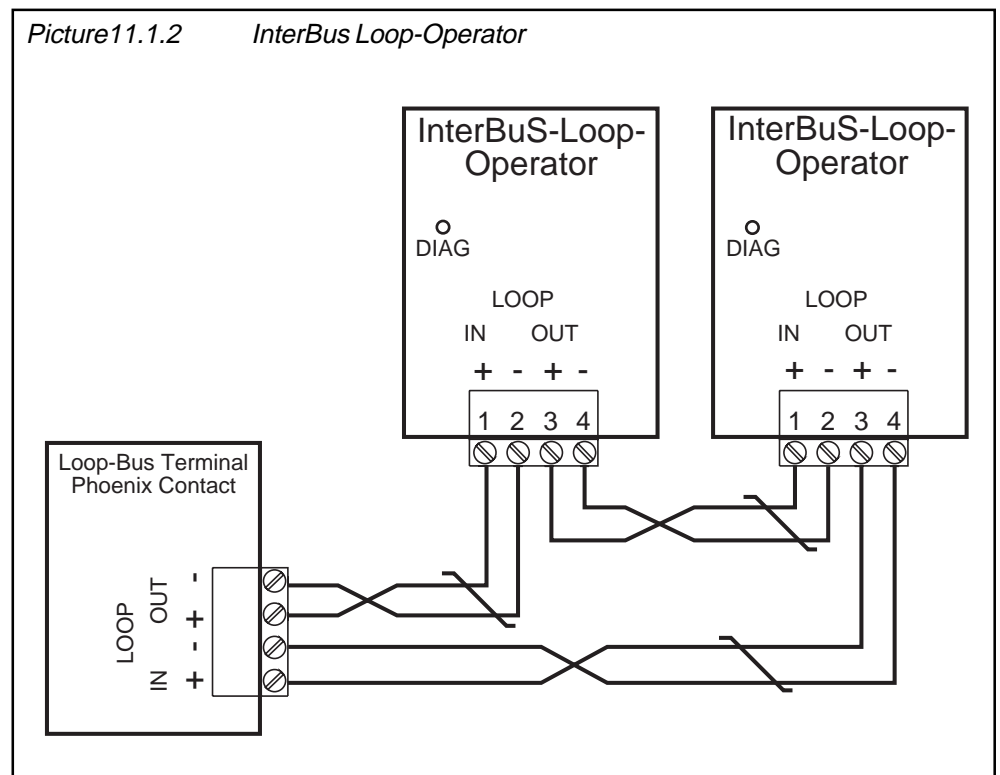 Picture11.1.2 InterBus Loop-Operator
InterBuS-Loop-
Operator
DIAG
LOOP
IN OUT
+ - + -
1 2 3 4
InterBuS-Loop-
Operator
DIAG
LOOP
IN OUT
+ - + -
1 2 3 4
Loop-Bus Terminal
Phoenix Contact
LOOP
IN OUT
+ - + -